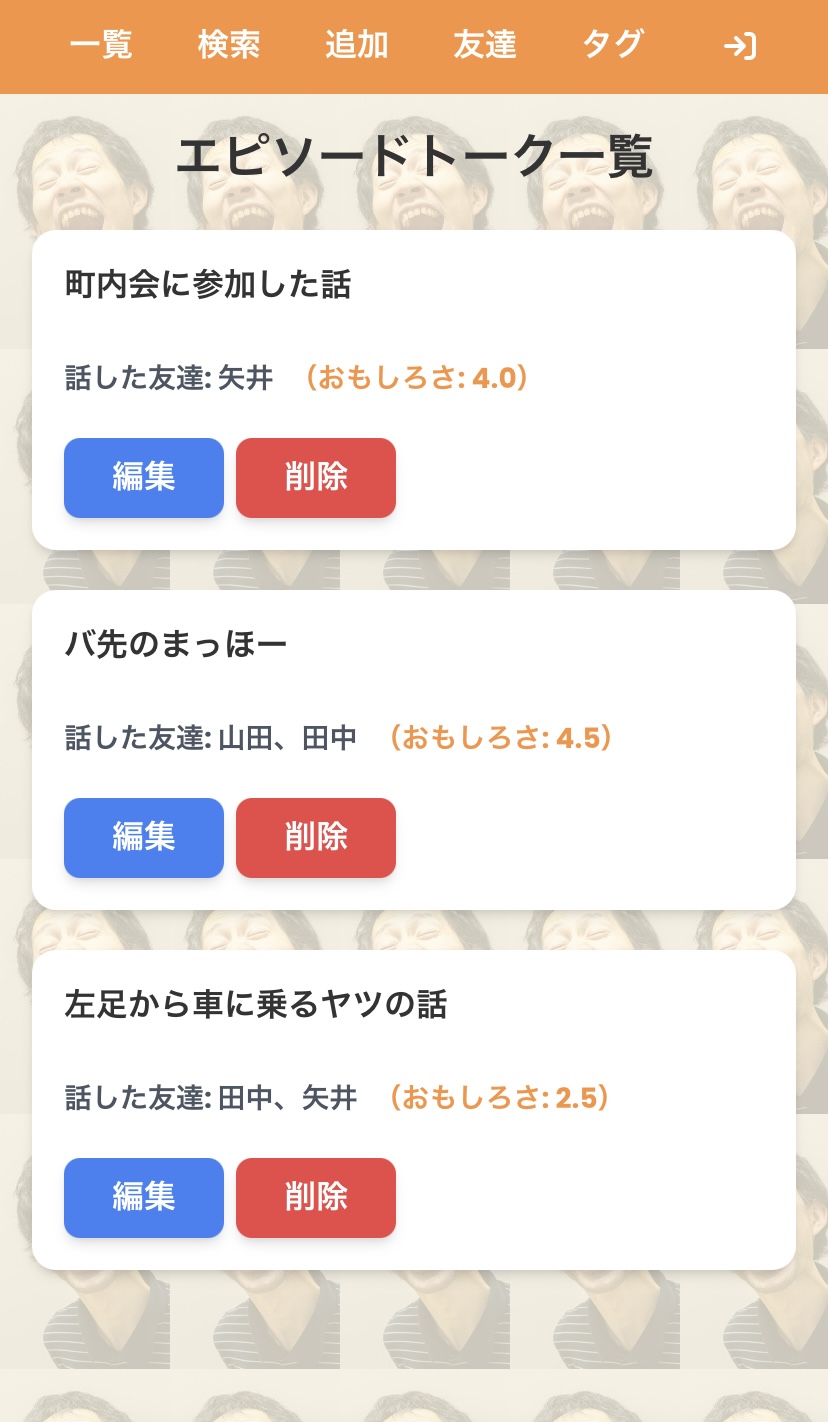 一覧 検索 追加 友達 タグ
エピソードトーク一覧
町内会に参加した話
話した友達: 矢井 （おもしろさ: 4.0）
編集 削除
バ先のまっほー
話した友達: 山田、田中 （おもしろさ: 4.5）
編集 削除
左足から車に乗るヤツの話
話した友達: 田中、矢井 （おもしろさ: 2.5）
編集 削除